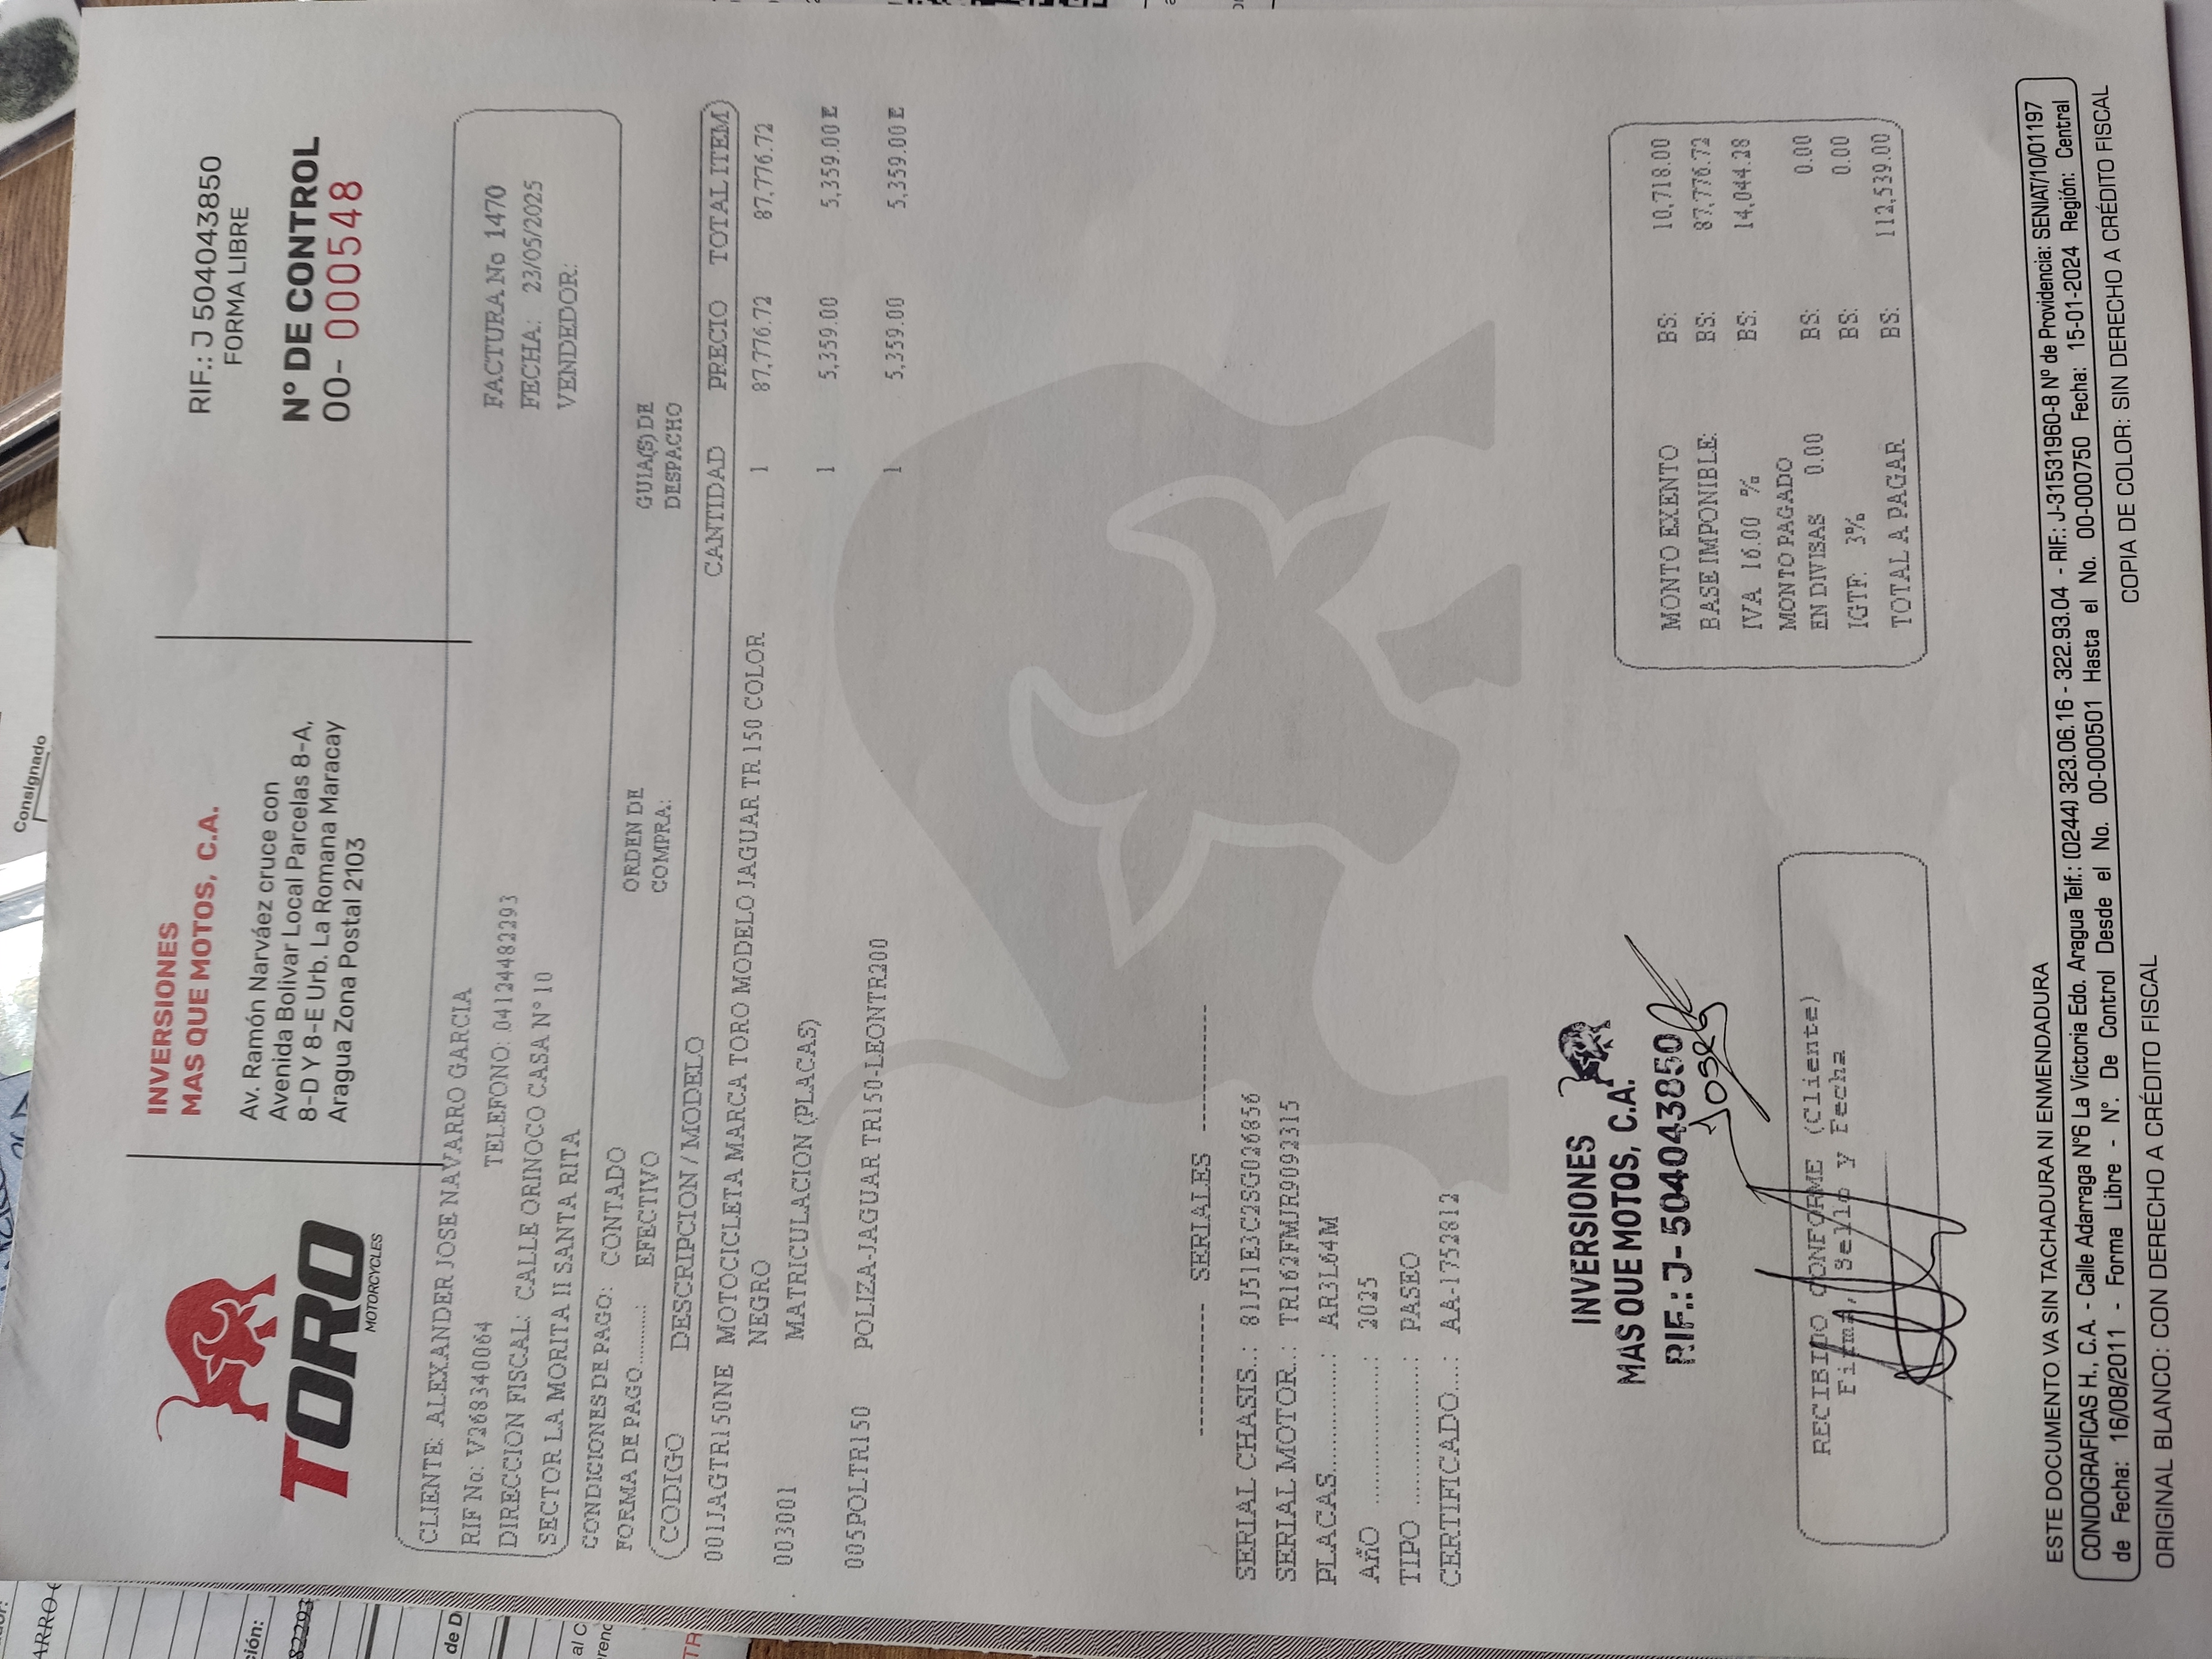 TORO
MOTORCYCLES
INVERSIONES
MAS QUE MOTOS, C.A.
Av. Ramón Narváez cruce con
Avenida Bolivar Local Parcelas 8-A,
8-D Y 8-E Urb. La Romana Maracay
Aragua Zona Postal 2103
RIF.: J 504043850
FORMA LIBRE
N° DE CONTROL
00- 000548
CLIENTE: ALEXANDER JOSE NAVARRO GARCIA
RIF No: V268340064 TELEFONO: 04124482293
DIRECCION FISCAL: CALLE ORINOCO CASA N° 10
SECTOR LA MORITA II SANTA RITA
FACTURA No 1470
FECHA: 23/05/2025
VENDEDOR:
CONDICIONES DE PAGO: CONTADO
FORMA DE PAGO..........: EFECTIVO
ORDEN DE
COMPRA:
GUIA(S) DE
DESPACHO
CODIGO DESCRIPCION / MODELO CANTIDAD PRECIO TOTAL ITEM
001JAGTR150NE MOTOCICLETA MARCA TORO MODELO JAGUAR TR 150 COLOR 1 87,776.72 87,776.72
NEGRO
003001 MATRICULACION (PLACAS) 1 5,359.00 5,359.00 E
005POLTR150 POLIZA-JAGUAR TR150-LEONTR200 1 5,359.00 5,359.00 E
------------ SERIALES ------------
SERIAL CHASIS...: 81J51E3C2SG026856
SERIAL MOTOR...: TR162FMJR9092315
PLACAS...............: AR3L64M
AÑO ...................: 2025
TIPO ...................: PASEO
CERTIFICADO....: AA-1752812
INVERSIONES
MAS QUE MOTOS, C.A.
RIF.: J- 504043850
Jose
RECIBIDO CONFORME (Cliente)
Firma, Sello y Fecha
MONTO EXENTO BS: 10,718.00
BASE IMPONIBLE: BS: 87,776.72
IVA 16.00 % BS: 14,044.28
MONTO PAGADO
EN DIVISAS 0.00 BS: 0.00
IGTF: 3% BS: 0.00
TOTAL A PAGAR BS: 112,539.00
ESTE DOCUMENTO VA SIN TACHADURA NI ENMENDADURA
CONDOGRAFICAS H., C.A. - Calle Adarraga N°6 La Victoria Edo. Aragua Telf.: (0244) 323.06.16 - 322.93.04 - RIF.: J-31531960-8 Nº de Providencia: SENIAT/10/01197
de Fecha: 16/08/2011 - Forma Libre - N°. De Control Desde el No. 00-000501 Hasta el No. 00-000750 Fecha: 15-01-2024 Región: Central
ORIGINAL BLANCO: CON DERECHO A CRÉDITO FISCAL COPIA DE COLOR: SIN DERECHO A CRÉDITO FISCAL
Consignado
ción:
de D
al C